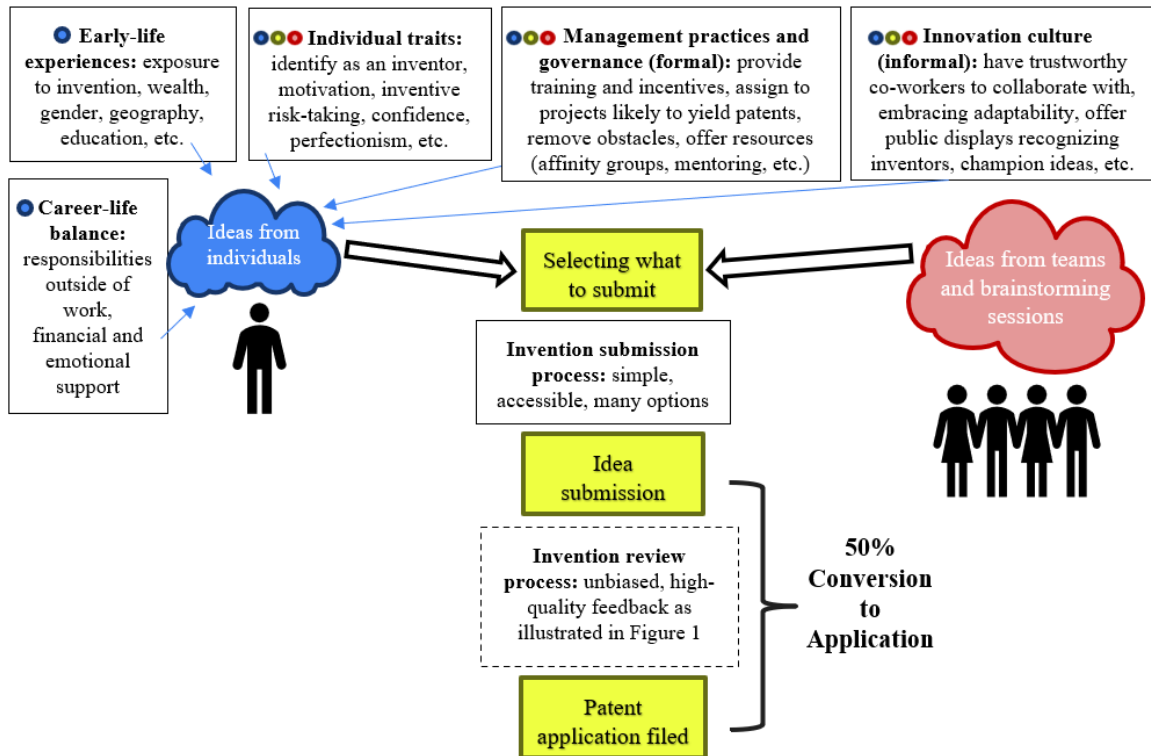 Early-life
experiences: exposure
to invention, wealth,
gender, geography,
education, etc.
Individual traits:
identify as an inventor,
motivation, inventive
risk-taking, confidence,
perfectionism, etc.
Management practices and
governance (formal): provide
training and incentives, assign to
projects likely to yield patents,
remove obstacles, offer resources
(affinity groups, mentoring, etc.)
Innovation culture
(informal): have trustworthy
co-workers to collaborate with,
embracing adaptability, offer
public displays recognizing
inventors, champion ideas, etc.
Career-life
balance:
responsibilities
outside of
work,
financial and
emotional
support
Ideas from
individuals
Selecting what
to submit
Ideas from teams
and brainstorming
sessions
Invention submission
process: simple,
accessible, many options
Idea
submission
Invention review
process: unbiased, high-
quality feedback as
illustrated in Figure 1
50%
Conversion
to
Application
Patent
application filed